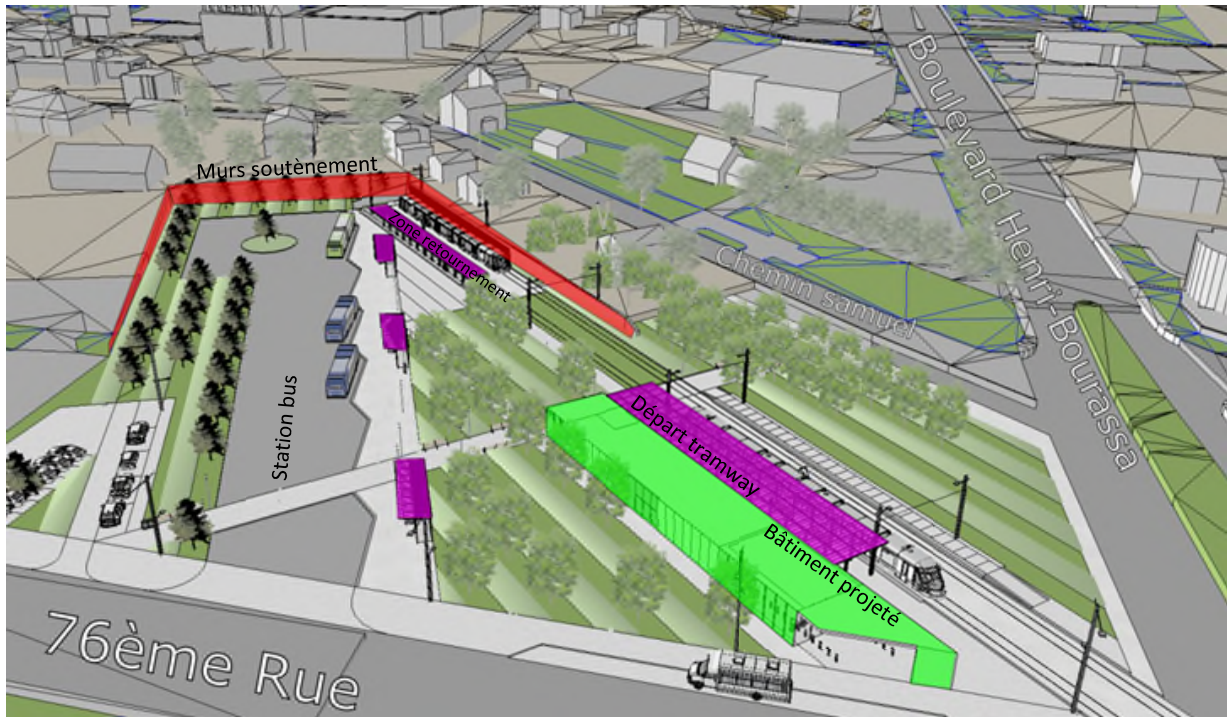 Murs soutènement
Zone retournement
Boulevard Henri-Bourassa
Chemin samuel
Station bus
Départ tramway
Bâtiment projeté
76ème Rue